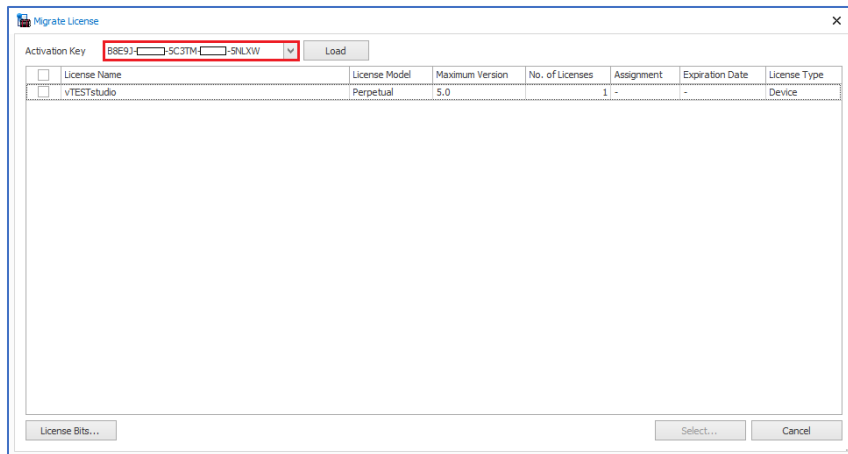 Migrate License
Activation Key B8E9J- -5C3TM- -5NLXW Load
License Name License Model Maximum Version No. of Licenses Assignment Expiration Date License Type
vTESTstudio Perpetual 5.0 1 - - Device
License Bits... Select... Cancel